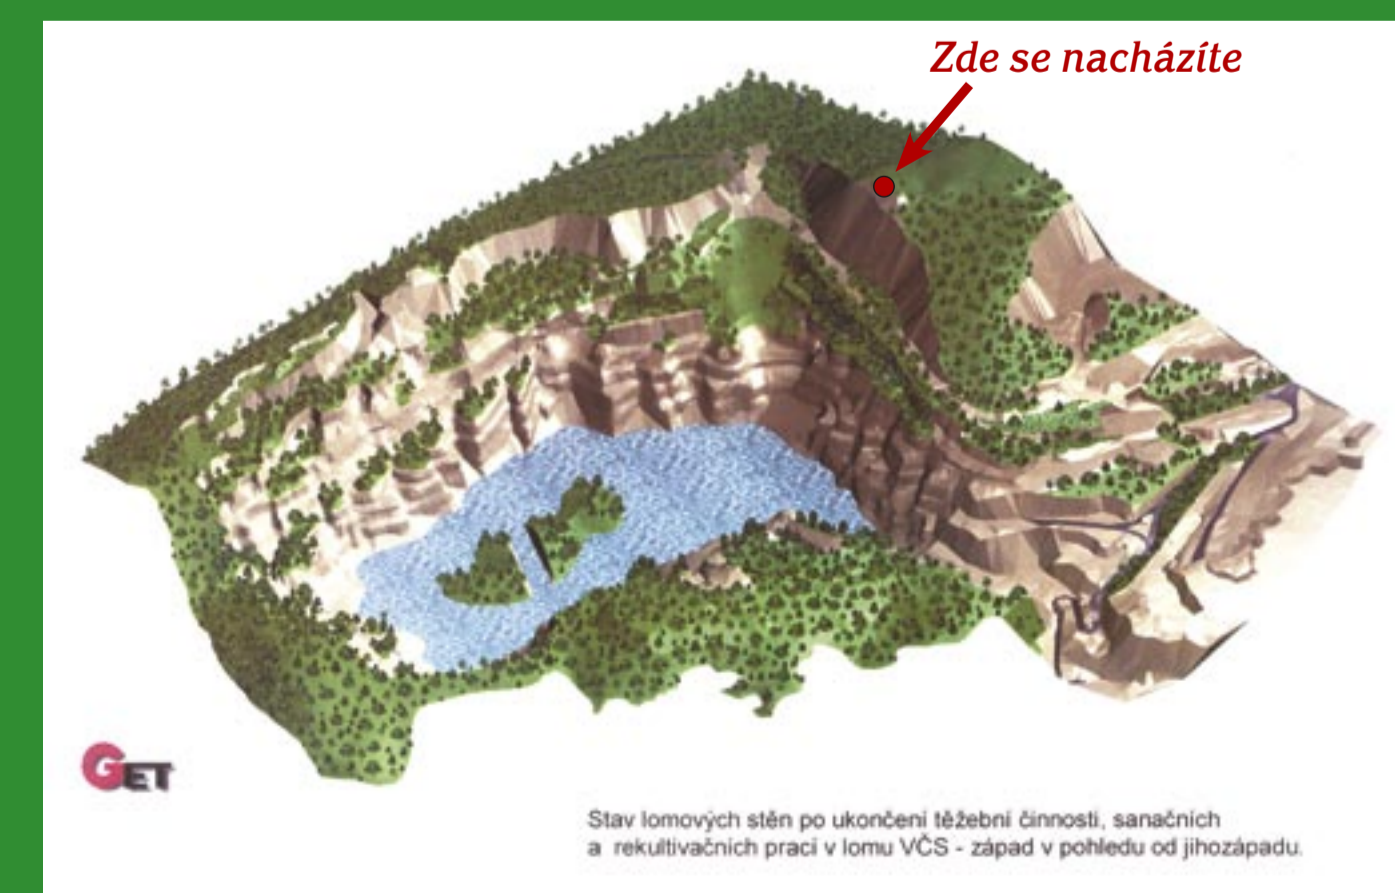 Zde se nacházíte
GET
Stav lomových stěn po ukončení těžební činnosti, sanačních
a rekultivačních prací v lomu VČS - západ v pohledu od jihozápadu.